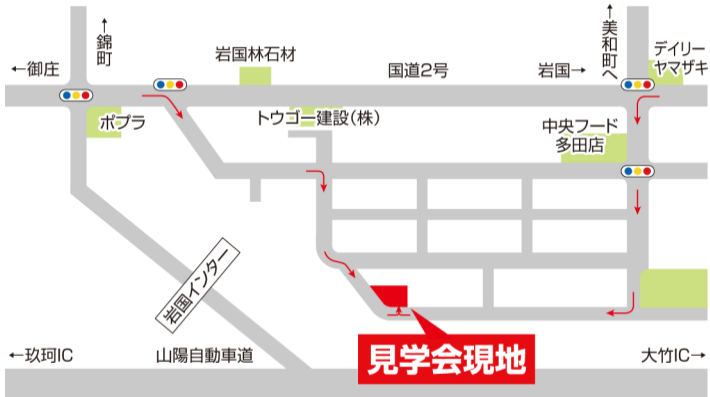 ↑錦町
↑美和町へ
←御庄
岩国林石材
国道2号
岩国→
デイリー
ヤマザキ
ポプラ
トウゴー建設（株）
中央フード
多田店
岩国インター
←玖珂IC
山陽自動車道
見学会現地
大竹IC→